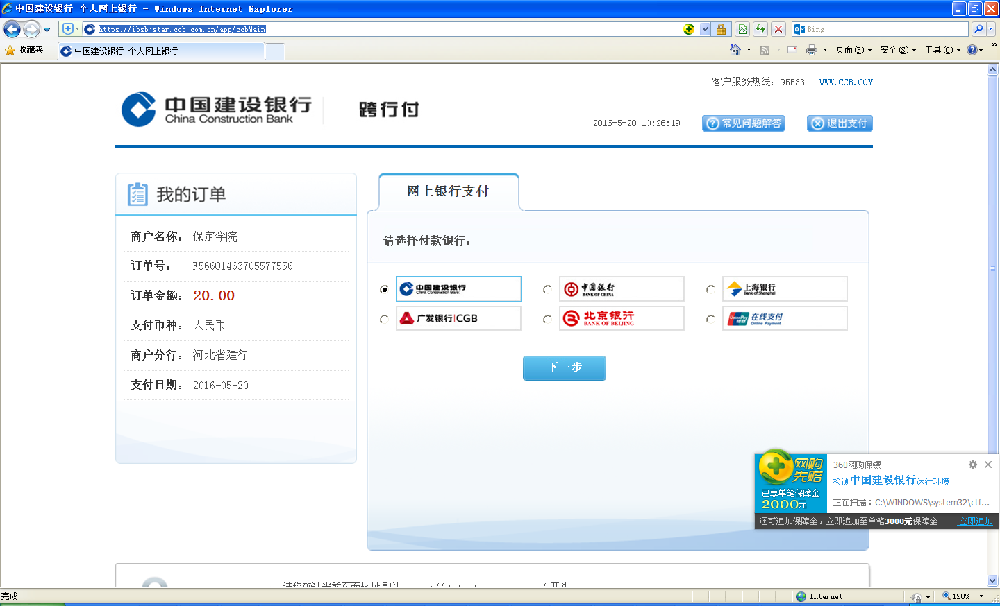 中国建设银行 个人网上银行 - Windows Internet Explorer
https://ibsbjstar.ccb.com.cn/app/ccbMain
Bing
收藏夹
中国建设银行 个人网上银行
页面(P)
安全(S)
工具(O)
客户服务热线：95533 | WWW.CCB.COM
中国建设银行
China Construction Bank
跨行付
2016-5-20 10:26:19
常见问题解答
退出支付
我的订单
商户名称： 保定学院
订单号： F56601463705577556
订单金额： 20.00
支付币种： 人民币
商户分行： 河北省建行
支付日期： 2016-05-20
网上银行支付
请选择付款银行：
中国建设银行
China Construction Bank
中国银行
BANK OF CHINA
上海银行
Bank of Shanghai
广发银行|CGB
北京银行
BANK OF BEIJING
UnionPay
银联
在线支付
Online Payment
下一步
网购
先赔
已享单笔保障金
2000元
360网购保镖
检测中国建设银行运行环境
正在扫描：C:\WINDOWS\system32\ctf...
还可追加保障金，立即追加至单笔3000元保障金 立即追加
完成
Internet
120%